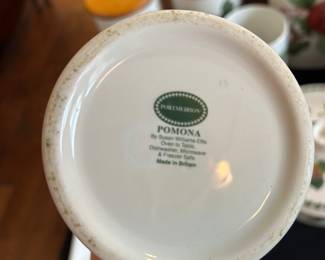 PORTMEIRION
POMONA
By Susan Williams-Ellis
Oven to Table
Dishwasher, Microwave
& Freezer Safe
Made in Britain